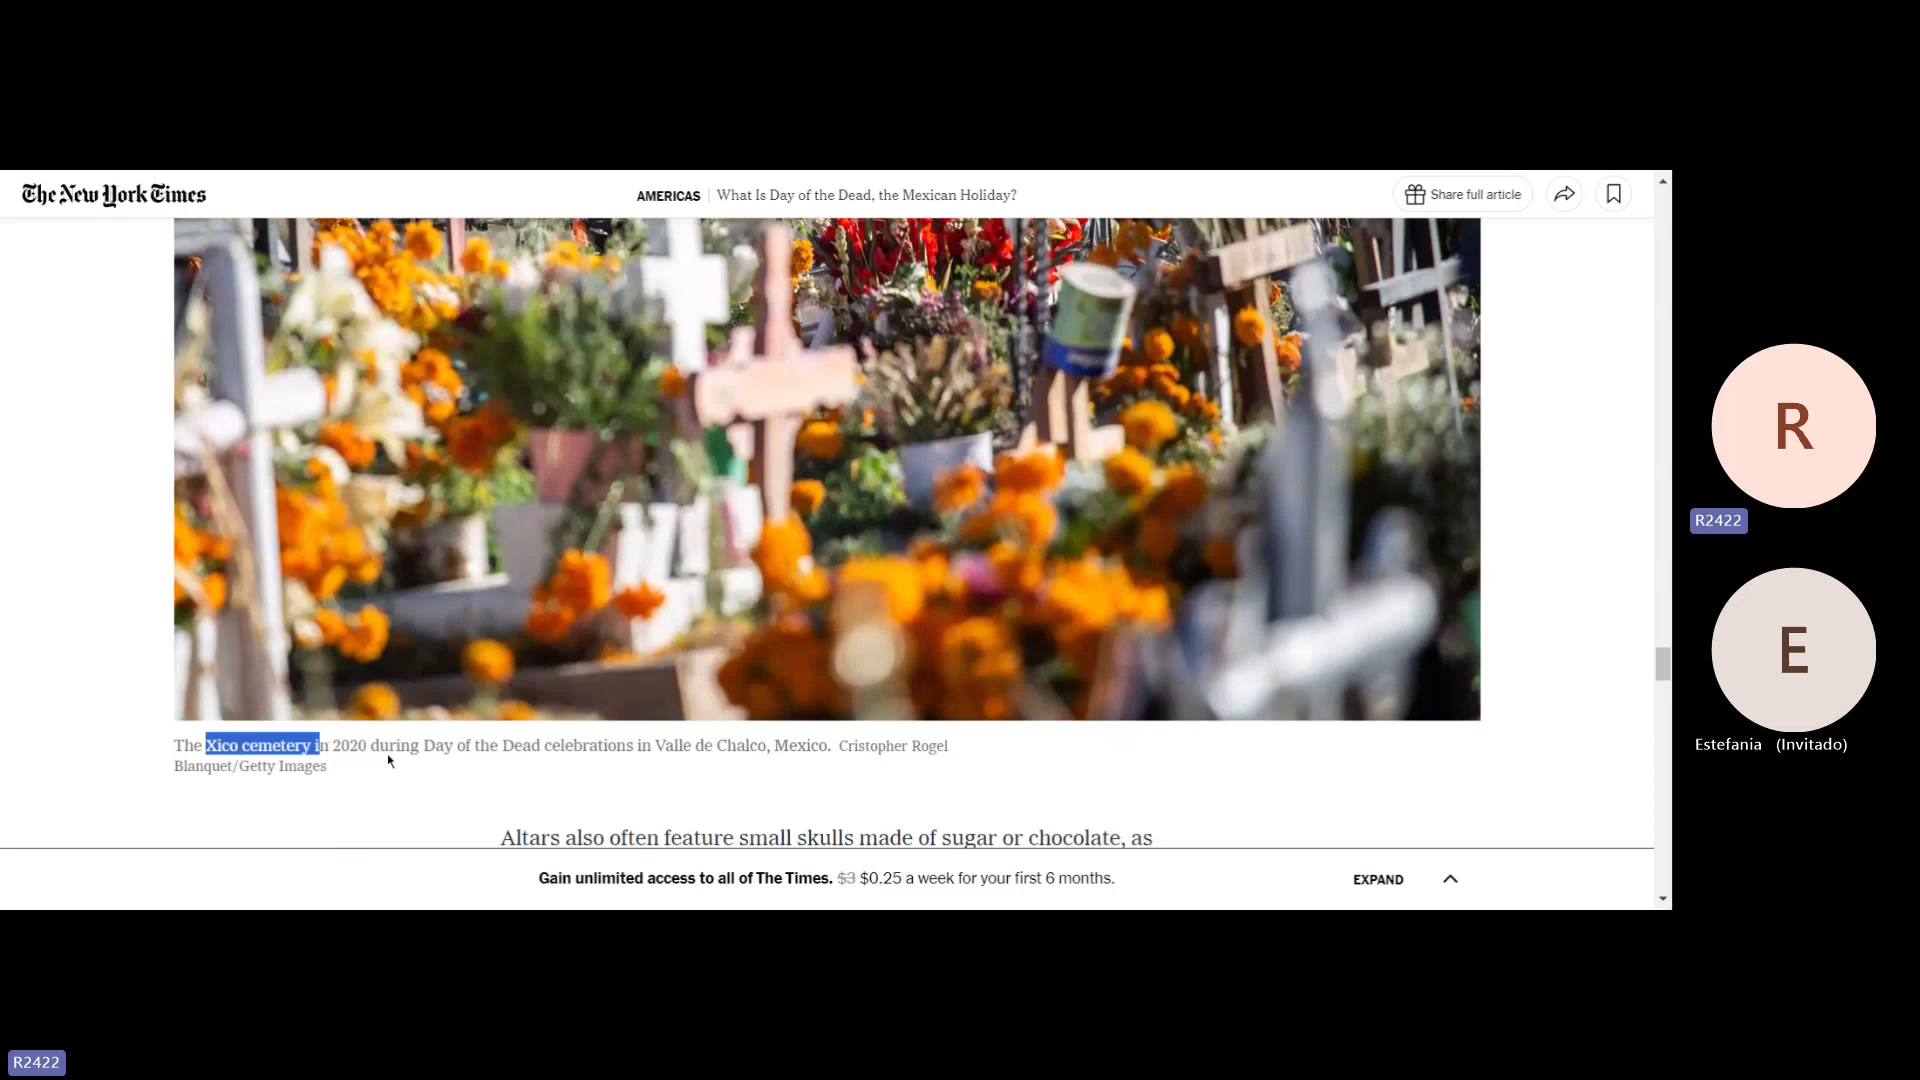 The New York Times
AMERICAS | What Is Day of the Dead, the Mexican Holiday?
Share full article
The Xico cemetery in 2020 during Day of the Dead celebrations in Valle de Chalco, Mexico. Cristopher Rogel
Blanquet/Getty Images
Altars also often feature small skulls made of sugar or chocolate, as
Gain unlimited access to all of The Times. $3 $0.25 a week for your first 6 months.
EXPAND
R
R2422
E
Estefania (Invitado)
R2422